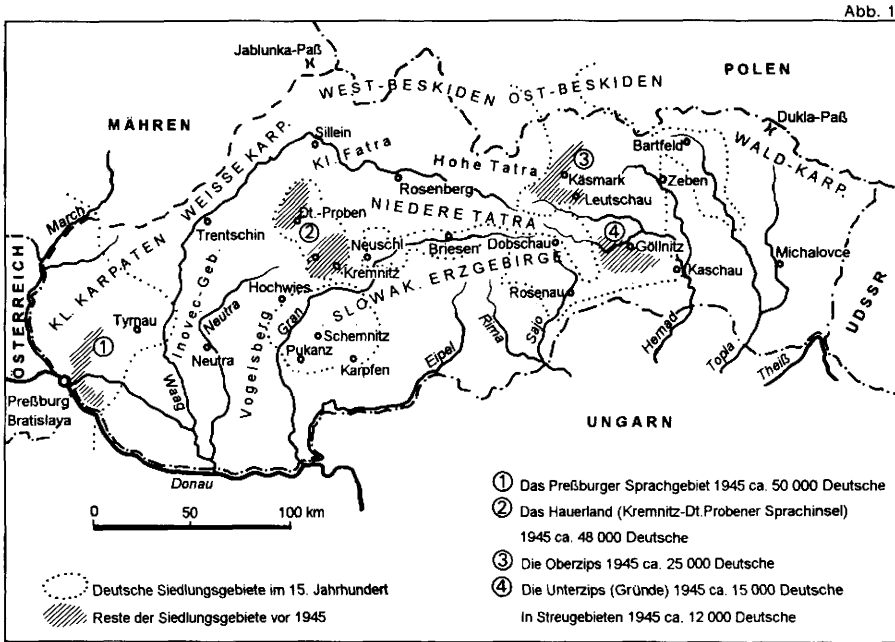 Abb. 1
Jablunka-Paß
POLEN
WEST-BESKIDEN
OST-BESKIDEN
Dukla-Paß
MÄHREN
Sillein
Kl. Fatra
Bartfeld
WALD-KARP.
Hohe Tatra
3
Käsmark
Zeben
Rosenberg
Leutschau
March
WEISSE KARP.
NIEDERE TATRA
Dt.-Proben
Trentschin
2
4
Neuschl
Briesen
Dobschau
Göllnitz
Kremnitz
Michalovce
Kaschau
ÖSTERREICH
KL. KARPATEN
Inovec-Geb.
Hochwies
SLOWAK. ERZGEBIRGE
Rosenau
UDSSR
Tyrnau
Neutra
Gran
Schemnitz
Rima
Sajo
Hernad
1
Neutra
Vogelsberg
Pukanz
Karpfen
Eipel
Topla
Theiß
Waag
Preßburg
Bratislaya
UNGARN
Donau
0 50 100 km
1 Das Preßburger Sprachgebiet 1945 ca. 50 000 Deutsche
2 Das Hauerland (Kremnitz-Dt.Probener Sprachinsel)
1945 ca. 48 000 Deutsche
3 Die Oberzips 1945 ca. 25 000 Deutsche
4 Die Unterzips (Gründe) 1945 ca. 15 000 Deutsche
In Streugebieten 1945 ca. 12 000 Deutsche
Deutsche Siedlungsgebiete im 15. Jahrhundert
Reste der Siedlungsgebiete vor 1945